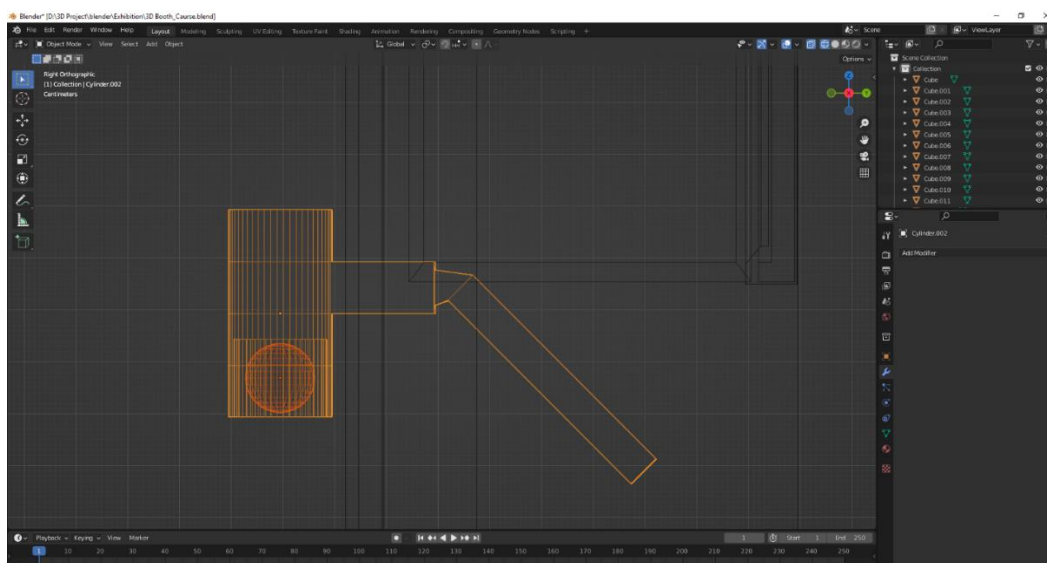 Blender* [D:\3D Project\blender\Exhibition\3D Booth_Caurse.blend]
File Edit Render Window Help Layout Modeling Sculpting UV Editing Texture Paint Shading Animation Rendering Compositing Geometry Nodes Scripting + Scene ViewLayer
Object Mode View Select Add Object Global
Options
Right Orthographic
(1) Collection | Cylinder.002
Centimeters
Z
Scene Collection
Collection
Cube
Cube.001
Cube.002
Cube.003
Cube.004
Cube.005
Cube.006
Cube.007
Cube.008
Cube.009
Cube.010
Cube.011
Cylinder.002
Add Modifier
Playback Keying View Marker 1 Start 1 End 250
1 10 20 30 40 50 60 70 80 90 100 110 120 130 140 150 160 170 180 190 200 210 220 230 240 250